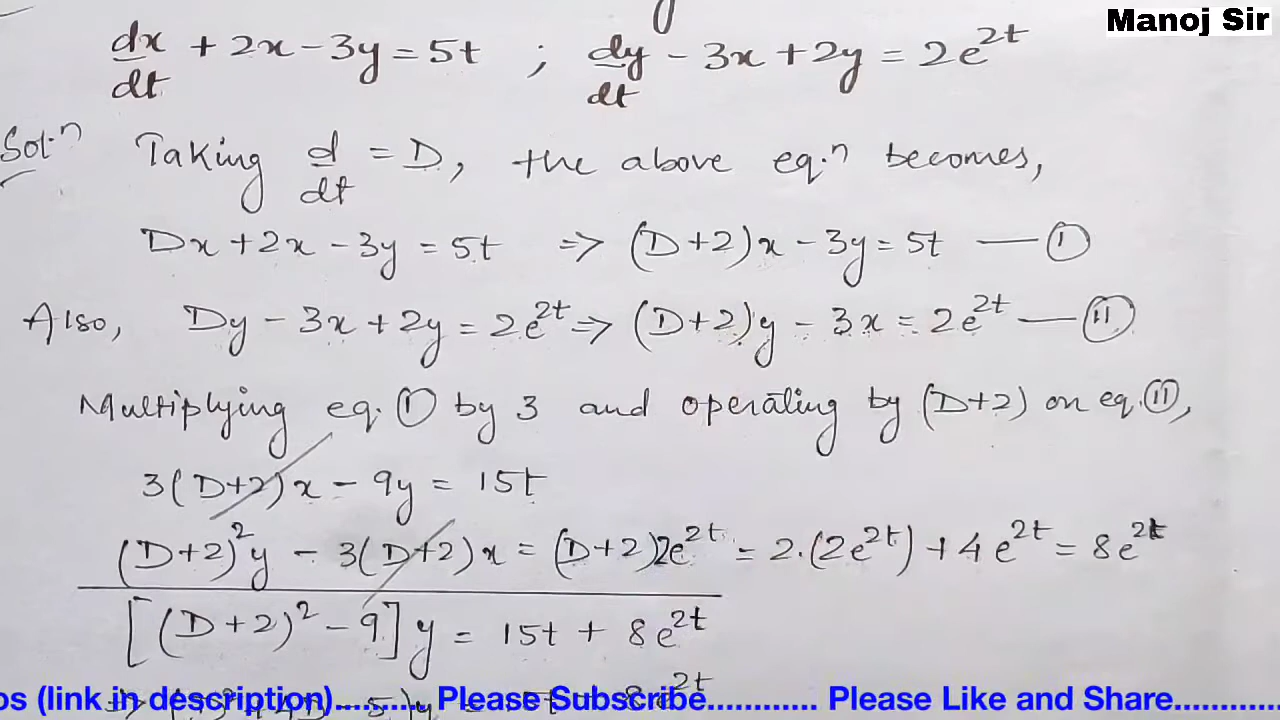 Manoj Sir
dx/dt + 2x - 3y = 5t ; dy/dt - 3x + 2y = 2e^{2t}
Sol.ⁿ Taking d/dt = D, the above eq.ⁿ becomes,
Dx + 2x - 3y = 5t => (D+2)x - 3y = 5t — (I)
Also, Dy - 3x + 2y = 2e^{2t} => (D+2)y - 3x = 2e^{2t} — (II)
Multiplying eq. (I) by 3 and operating by (D+2) on eq. (II),
3(D+2)x - 9y = 15t
(D+2)²y - 3(D+2)x = (D+2)2e^{2t} = 2.(2e^{2t}) + 4e^{2t} = 8e^{2t}
[(D+2)² - 9]y = 15t + 8e^{2t}
os (link in description).......... Please Subscribe............ Please Like and Share............